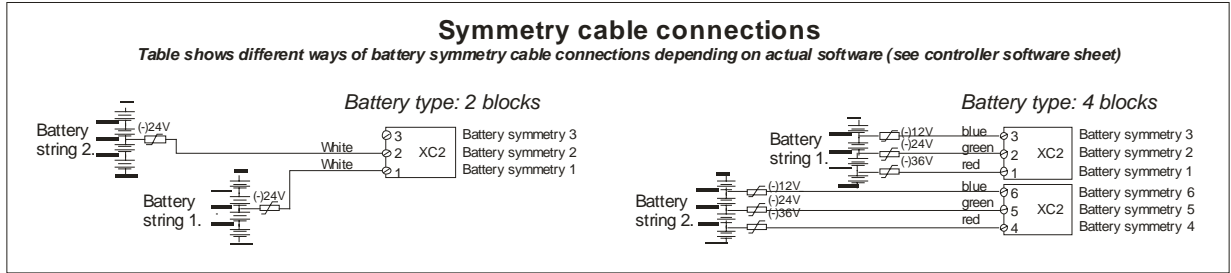 Symmetry cable connections
Table shows different ways of battery symmetry cable connections depending on actual software (see controller software sheet)
Battery type: 2 blocks
Battery
string 2.
(-)24V
White
White
3
2
1
XC2
Battery symmetry 3
Battery symmetry 2
Battery symmetry 1
Battery
string 1.
(-)24V
Battery type: 4 blocks
Battery
string 1.
(-)12V
(-)24V
(-)36V
blue
green
red
3
2
1
XC2
Battery symmetry 3
Battery symmetry 2
Battery symmetry 1
Battery
string 2.
(-)12V
(-)24V
(-)36V
blue
green
red
6
5
4
XC2
Battery symmetry 6
Battery symmetry 5
Battery symmetry 4